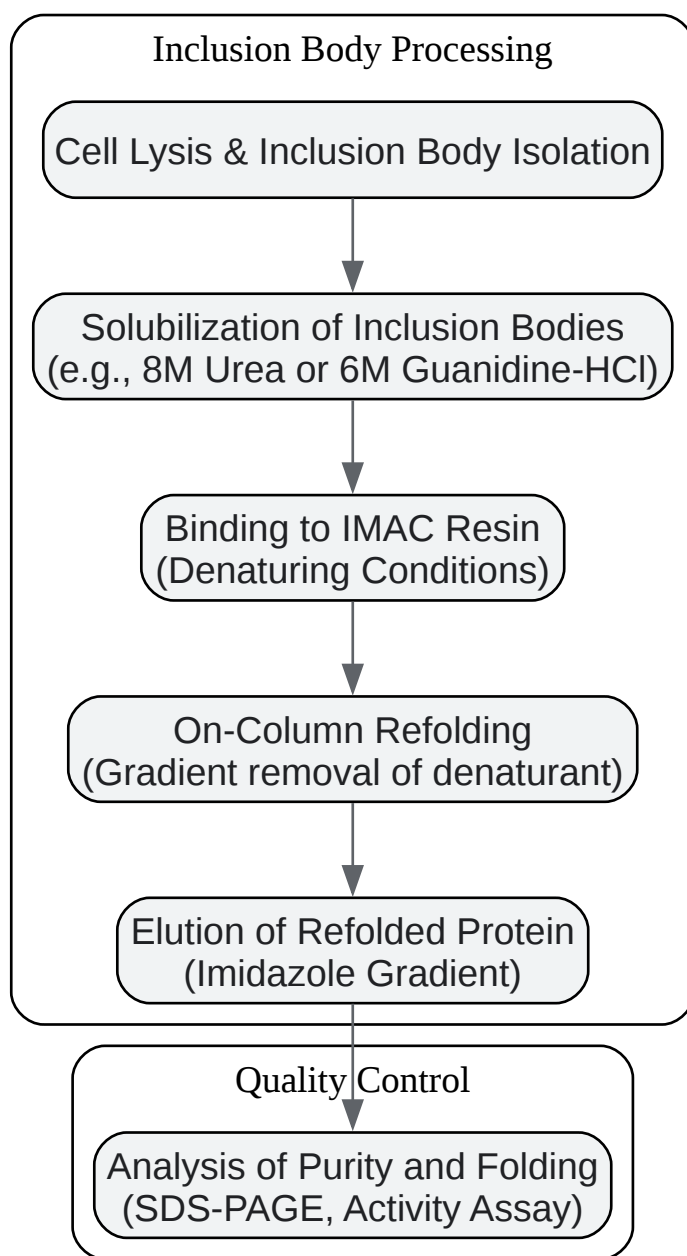 Inclusion Body Processing
Cell Lysis & Inclusion Body Isolation
Solubilization of Inclusion Bodies
(e.g., 8M Urea or 6M Guanidine-HCl)
Binding to IMAC Resin
(Denaturing Conditions)
On-Column Refolding
(Gradient removal of denaturant)
Elution of Refolded Protein
(Imidazole Gradient)
Quality Control
Analysis of Purity and Folding
(SDS-PAGE, Activity Assay)